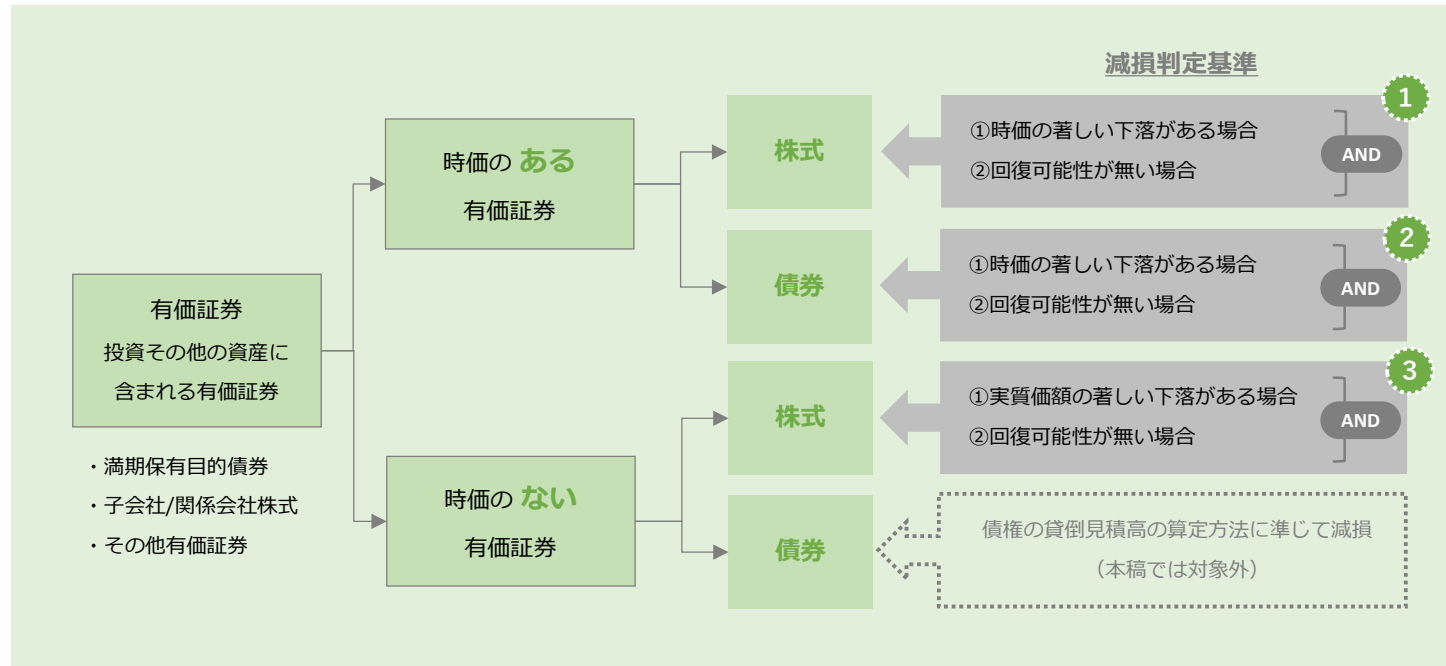 減損判定基準
有価証券
投資その他の資産に
含まれる有価証券
・満期保有目的債券
・子会社/関係会社株式
・その他有価証券
時価の ある
有価証券
株式
①時価の著しい下落がある場合
②回復可能性が無い場合
AND
1
債券
①時価の著しい下落がある場合
②回復可能性が無い場合
AND
2
時価の ない
有価証券
株式
①実質価額の著しい下落がある場合
②回復可能性が無い場合
AND
3
債券
債権の貸倒見積高の算定方法に準じて減損
（本稿では対象外）